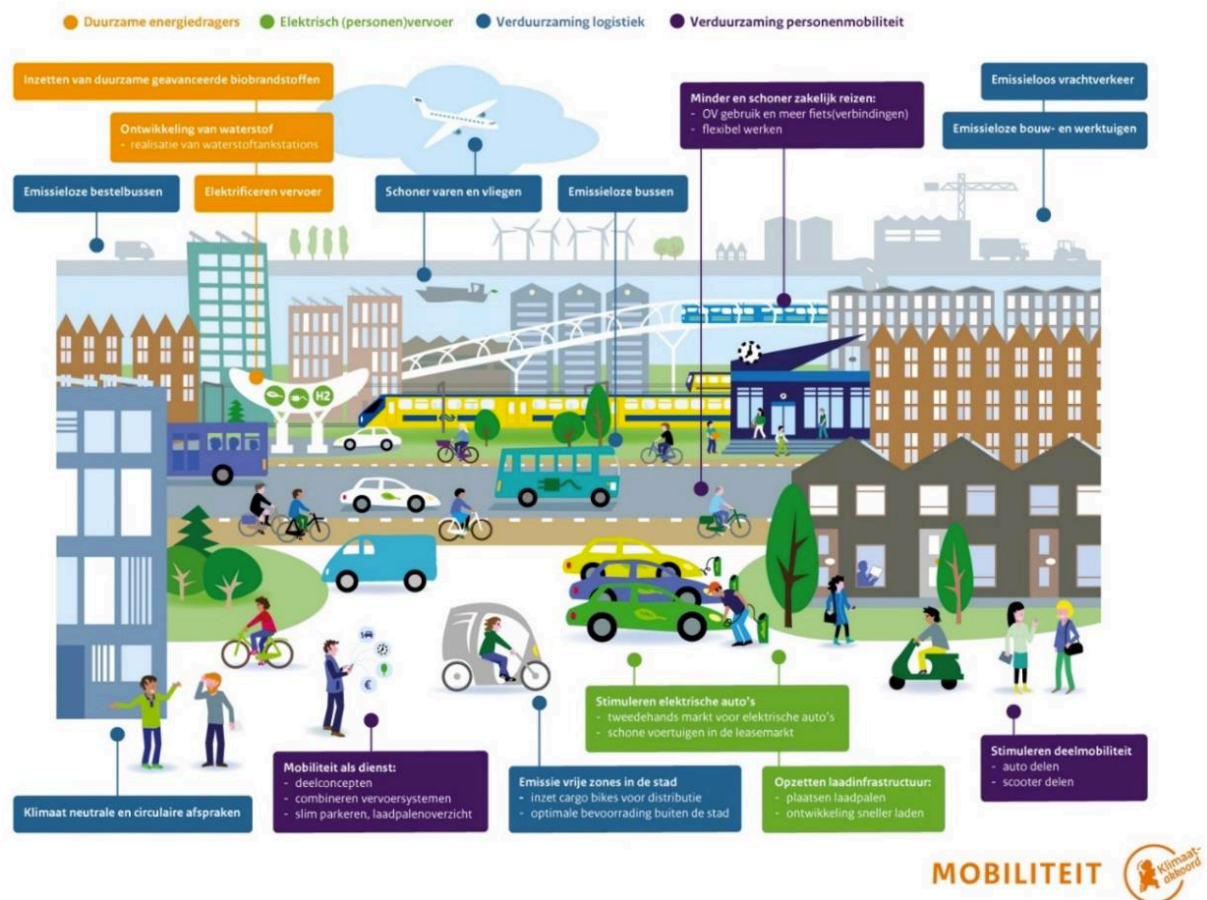 Duurzame energiedragers
Elektrisch (personen)vervoer
Verduurzaming logistiek
Verduurzaming personenmobiliteit
Inzetten van duurzame geavanceerde biobrandstoffen
Ontwikkeling van waterstof
- realisatie van waterstoftankstations
Minder en schoner zakelijk reizen:
- OV gebruik en meer fiets(verbindingen)
- flexibel werken
Emissieloos vrachtverkeer
Emissieloze bouw- en werktuigen
Emissieloze bestelbussen
Elektrificeren vervoer
Schoner varen en vliegen
Emissieloze bussen
H2
€
Stimuleren elektrische auto's
- tweedehands markt voor elektrische auto's
- schone voertuigen in de leasemarkt
Mobiliteit als dienst:
- deelconcepten
- combineren vervoersystemen
- slim parkeren, laadpalenoverzicht
Emissie vrije zones in de stad
- inzet cargo bikes voor distributie
- optimale bevoorrading buiten de stad
Opzetten laadinfrastructuur:
- plaatsen laadpalen
- ontwikkeling sneller laden
Stimuleren deelmobiliteit
- auto delen
- scooter delen
Klimaat neutrale en circulaire afspraken
MOBILITEIT
Klimaat-
akkoord